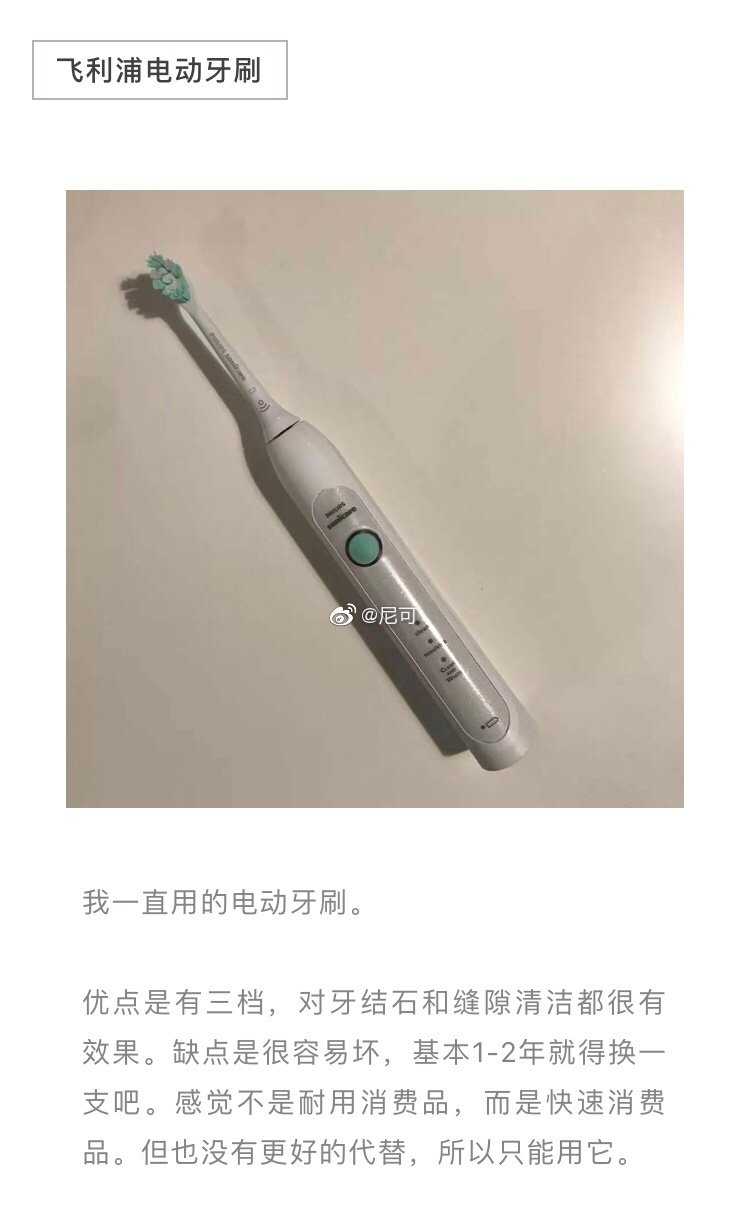 飞利浦电动牙刷
PHILIPS sonicare
PHILIPS
sonicare
@尼可
Clean
White
我一直用的电动牙刷。
优点是有三档，对牙结石和缝隙清洁都很有
效果。缺点是很容易坏，基本1-2年就得换一
支吧。感觉不是耐用消费品，而是快速消费
品。但也没有更好的代替，所以只能用它。